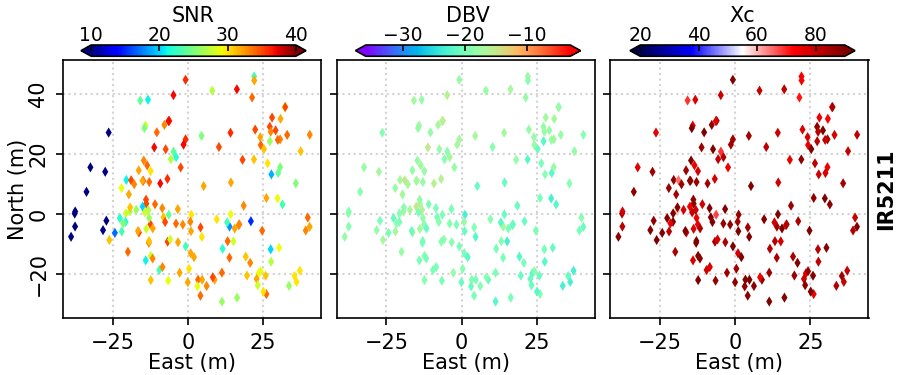 SNR DBV Xc
10 20 30 40 −30 −20 −10 20 40 60 80
40
20
0
−20
North (m)
−25 0 25 −25 0 25 −25 0 25
East (m) East (m) East (m)
IR5211